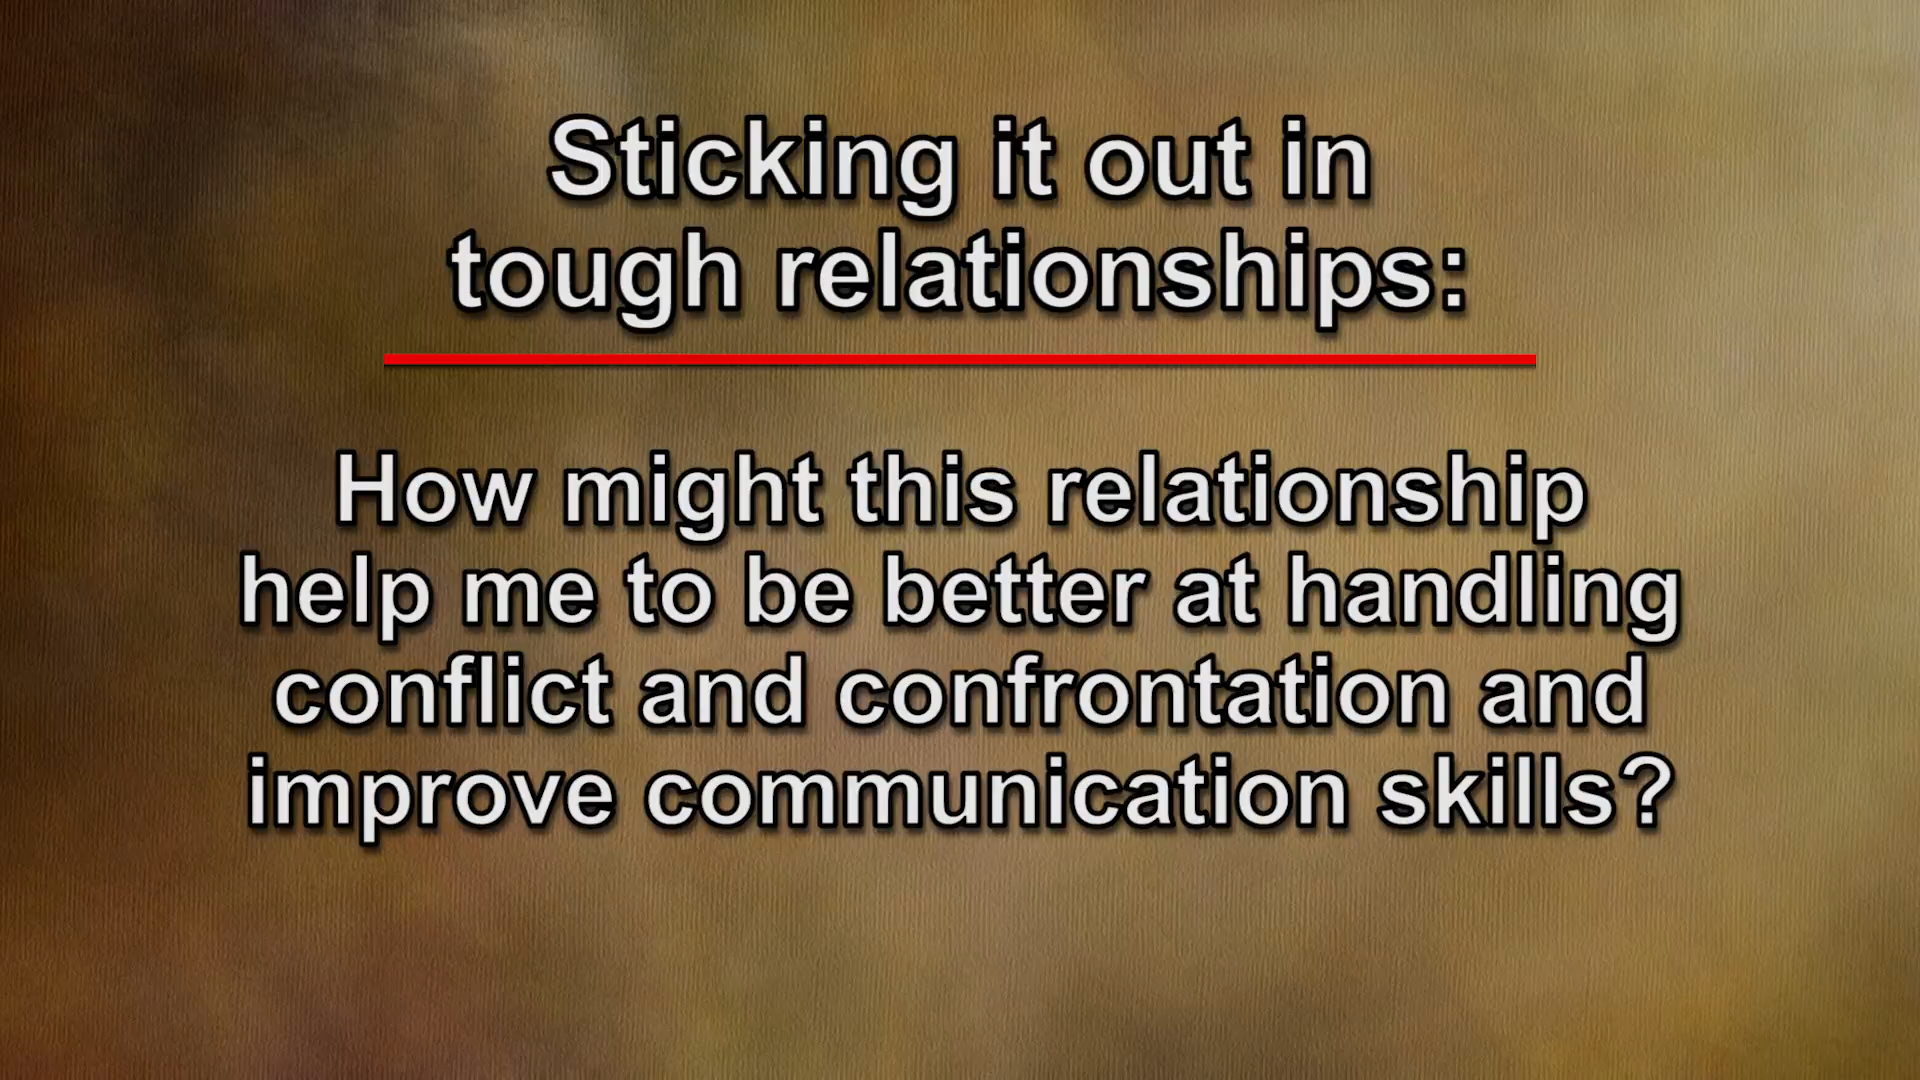 Sticking it out in
tough relationships:
How might this relationship
help me to be better at handling
conflict and confrontation and
improve communication skills?